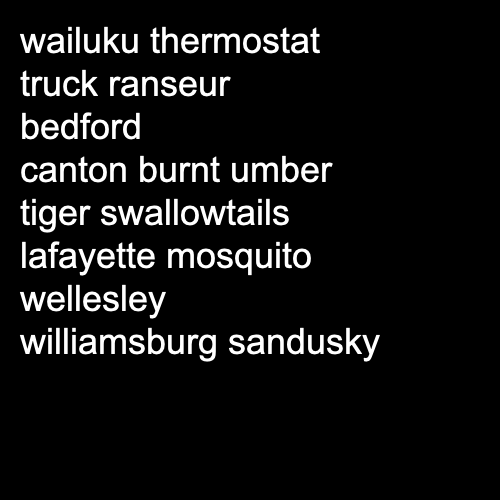 wailuku thermostat
truck ranseur
bedford
canton burnt umber
tiger swallowtails
lafayette mosquito
wellesley
williamsburg sandusky